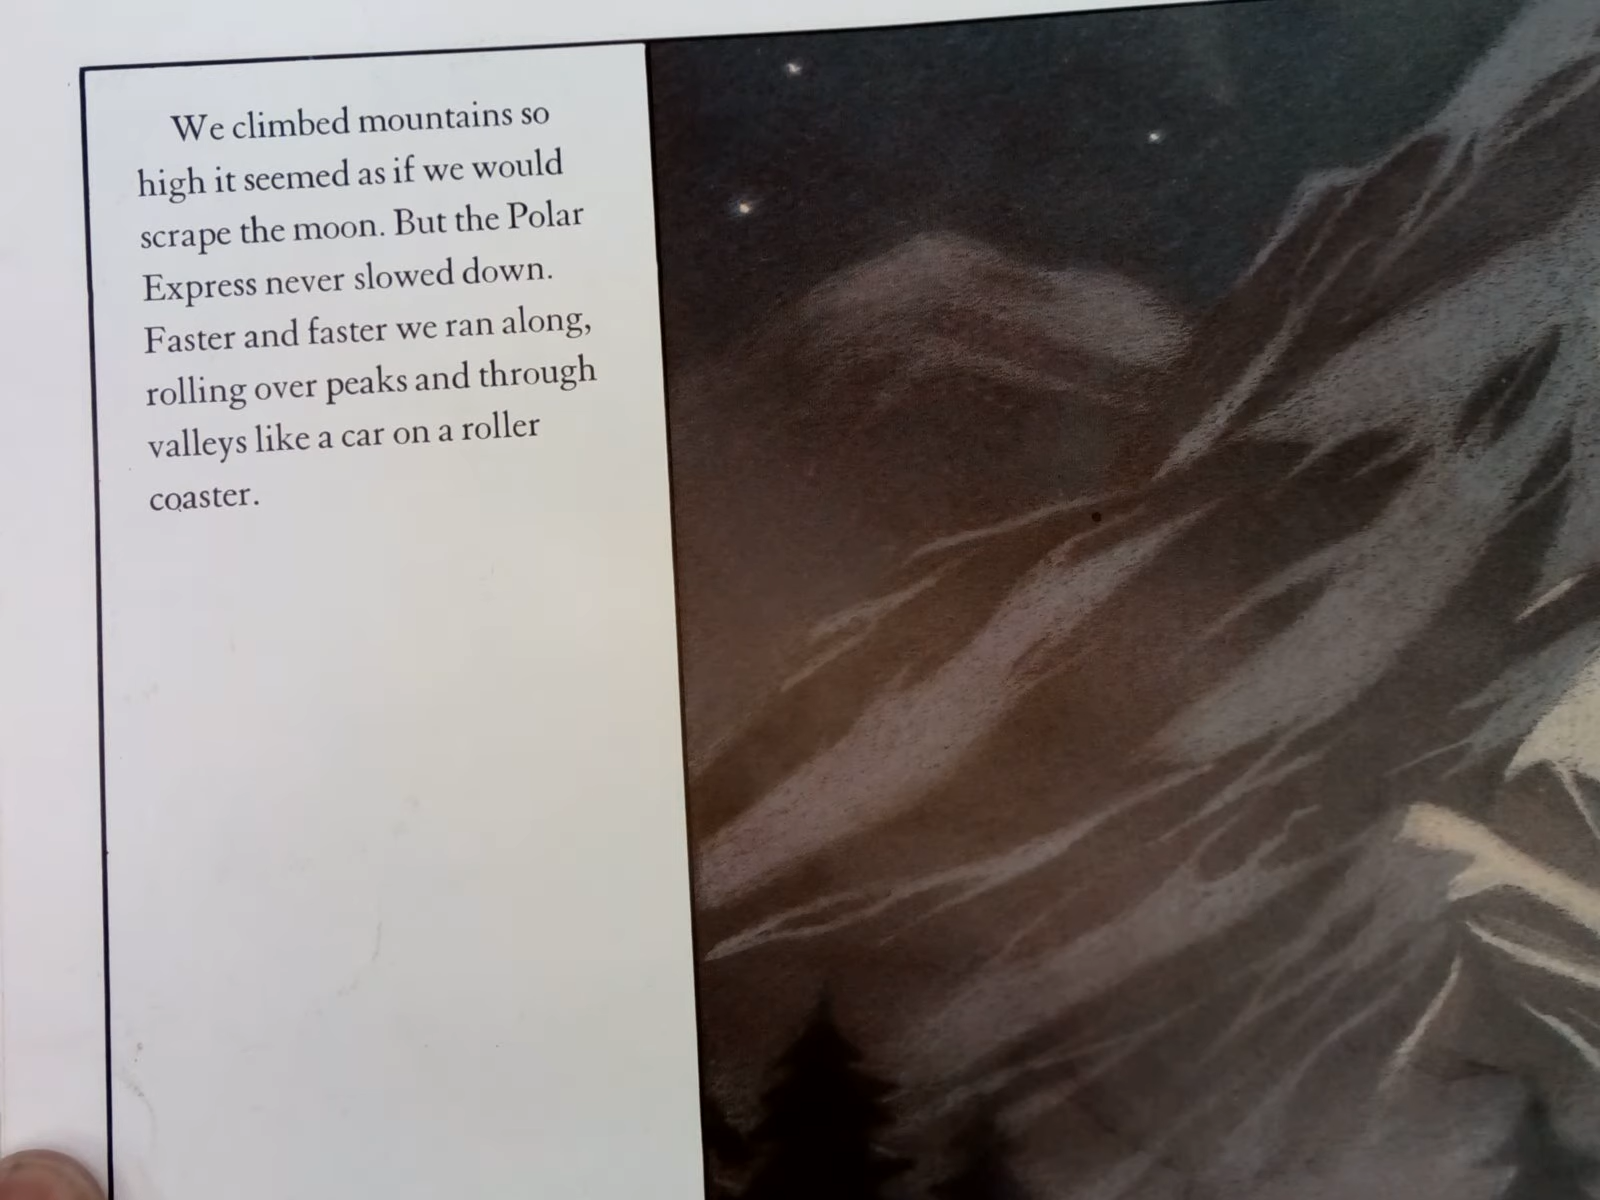 We climbed mountains so
high it seemed as if we would
scrape the moon. But the Polar
Express never slowed down.
Faster and faster we ran along,
rolling over peaks and through
valleys like a car on a roller
coaster.